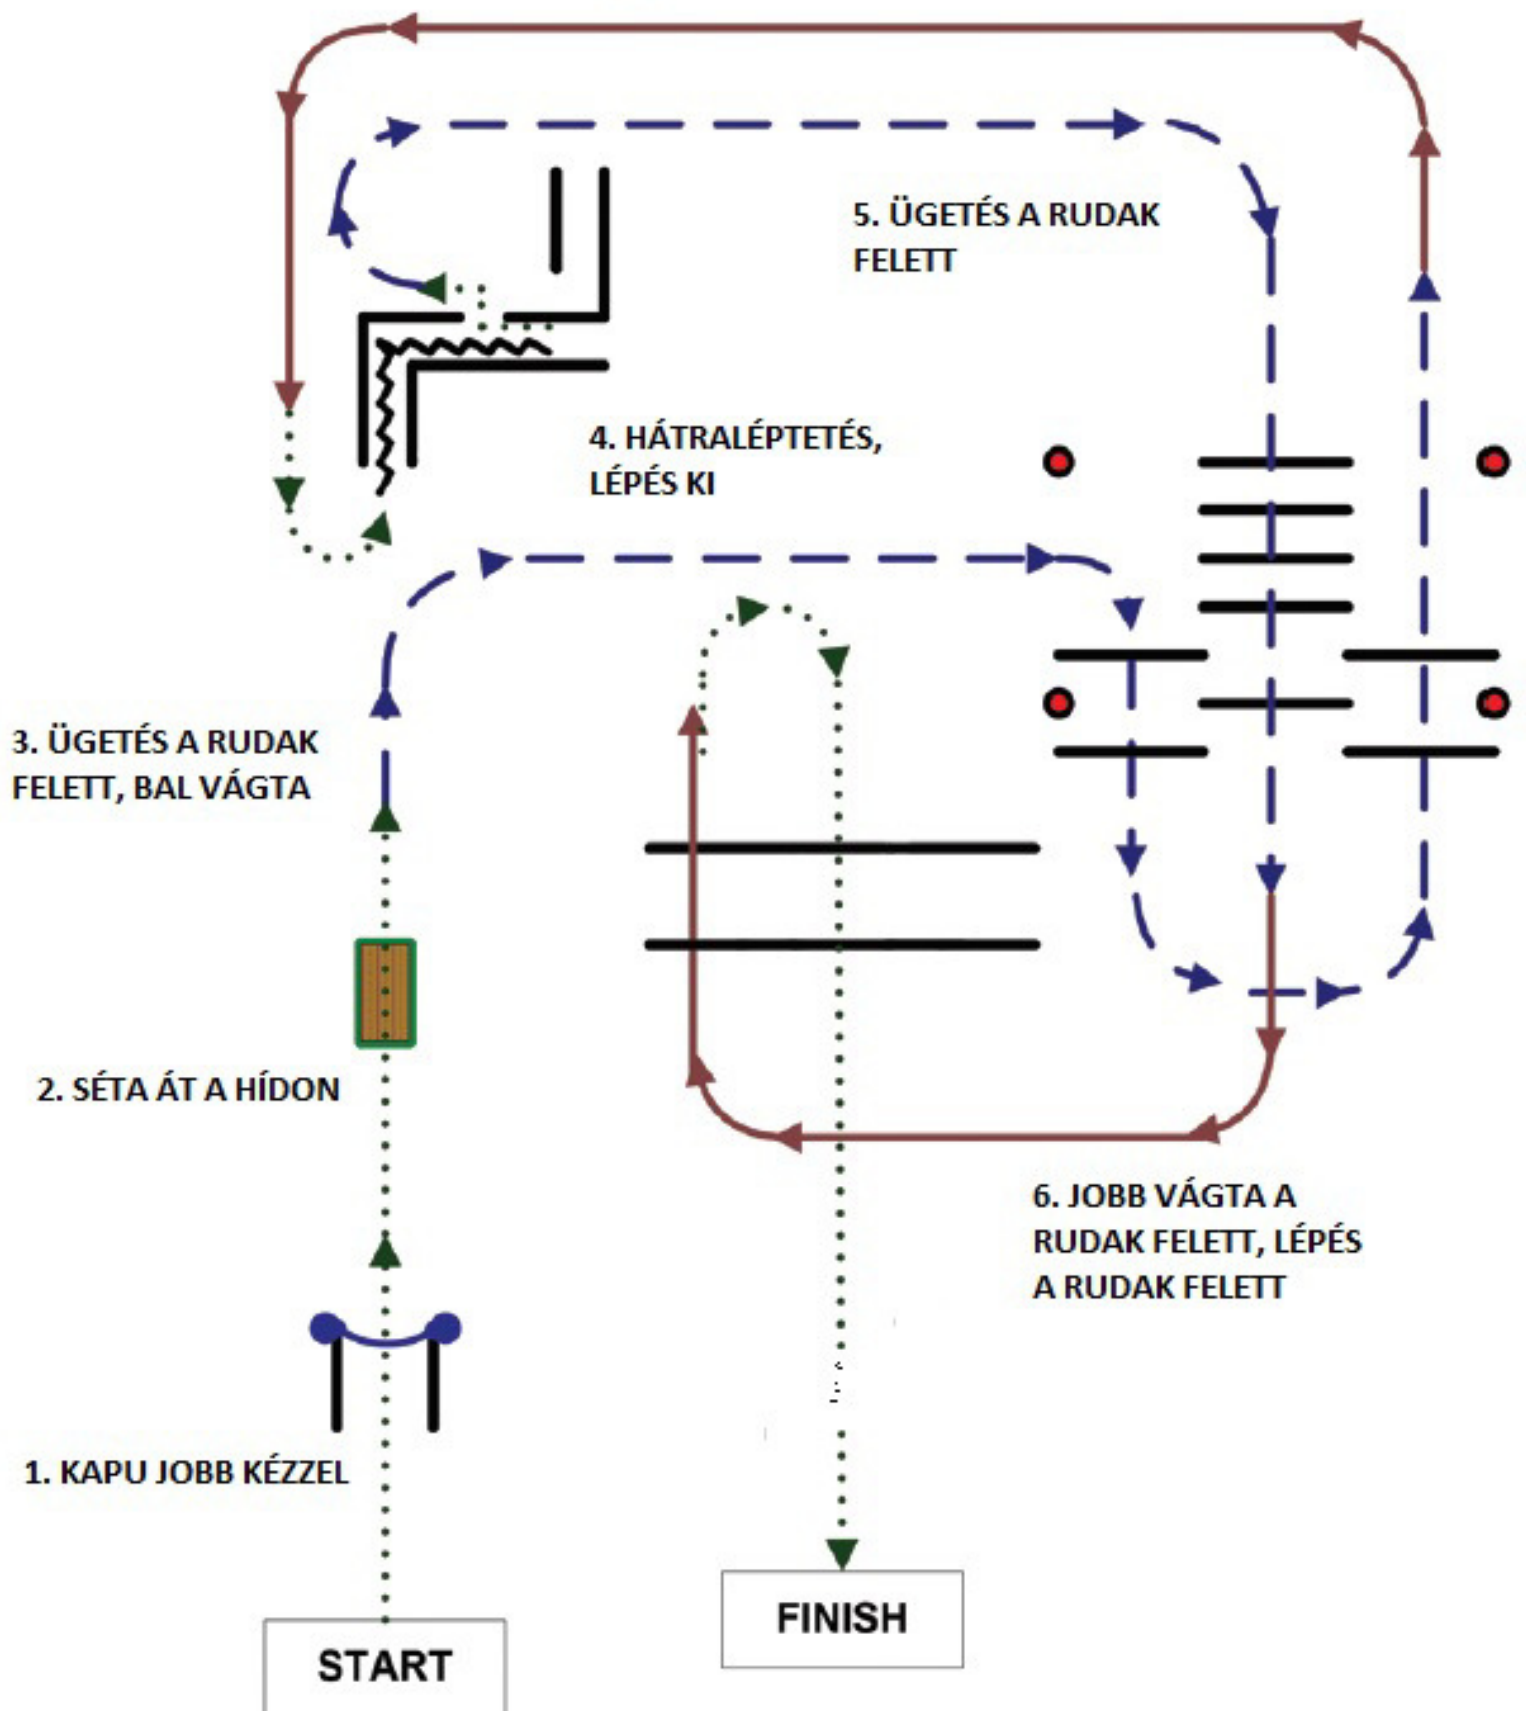 5. ÜGETÉS A RUDAK
FELETT
4. HÁTRALÉPTETÉS,
LÉPÉS KI
3. ÜGETÉS A RUDAK
FELETT, BAL VÁGTA
2. SÉTA ÁT A HÍDON
6. JOBB VÁGTA A
RUDAK FELETT, LÉPÉS
A RUDAK FELETT
1. KAPU JOBB KÉZZEL
FINISH
START